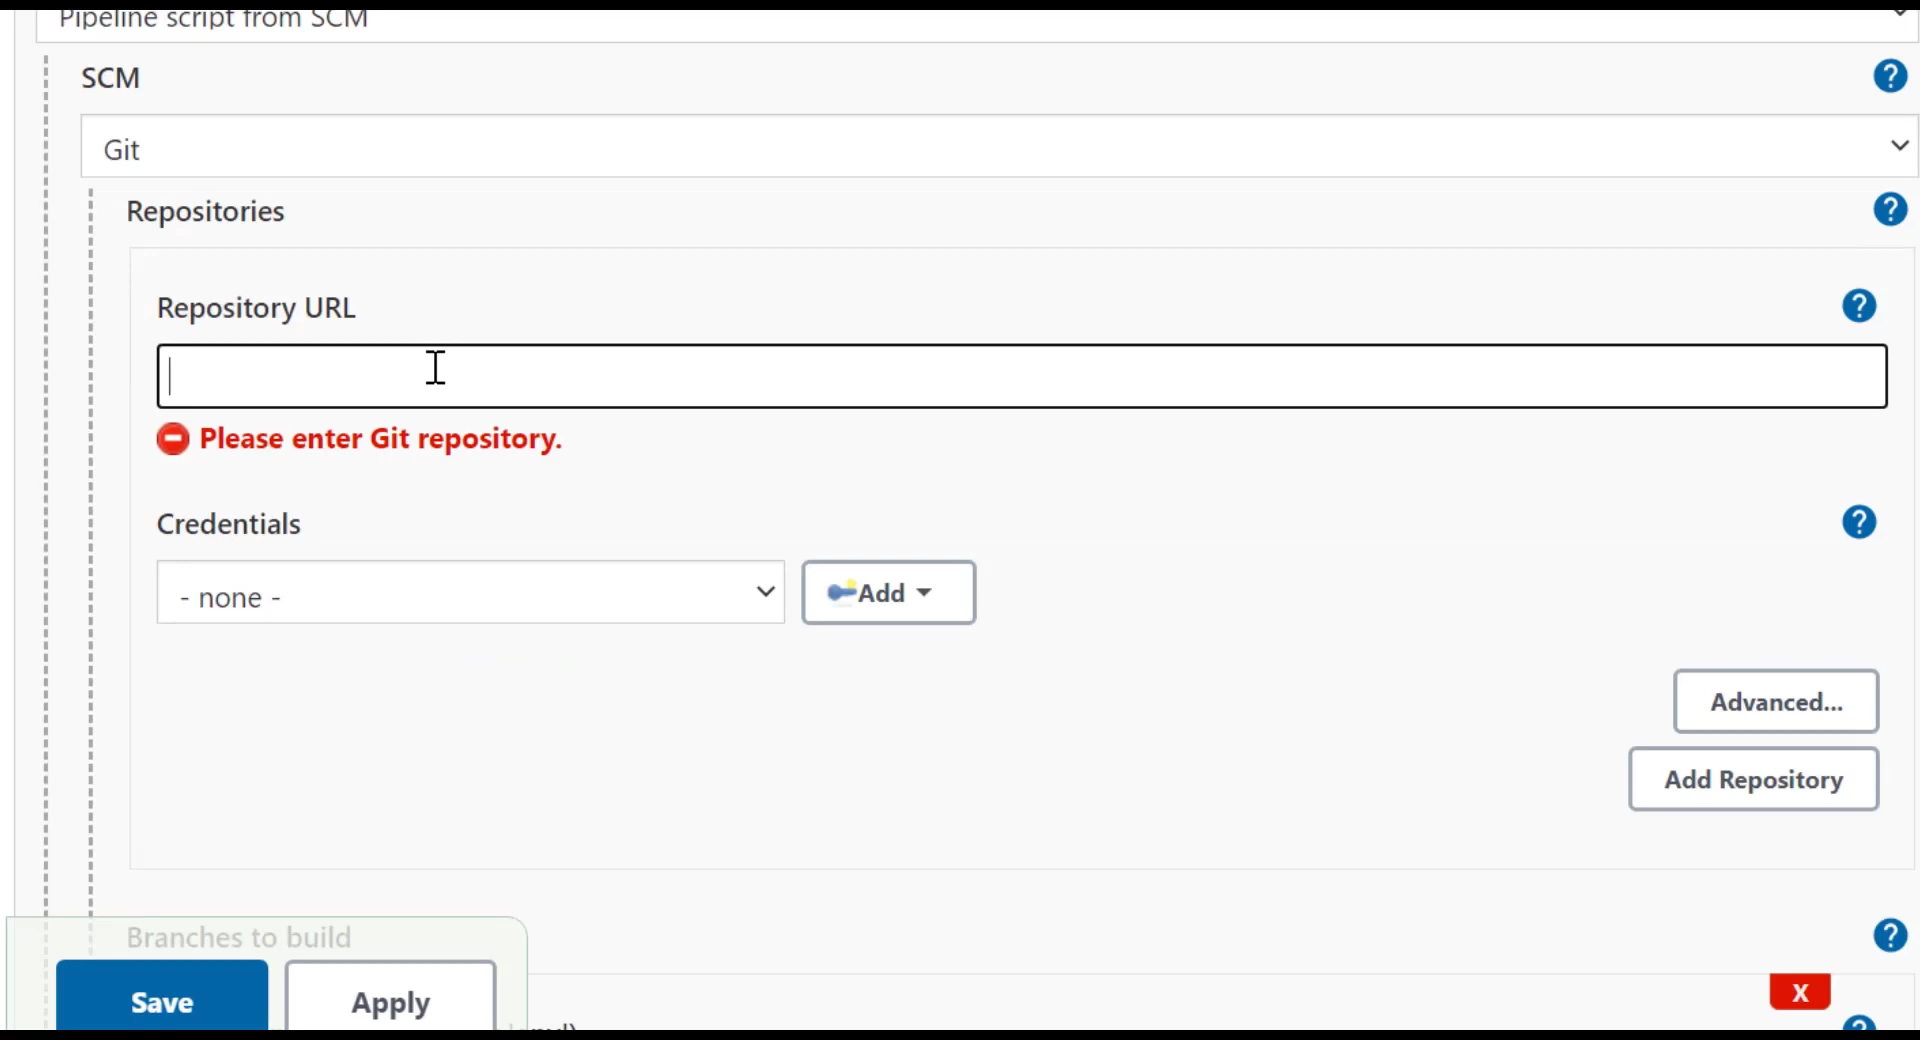 Pipeline script from SCM
SCM
?
Git
Repositories
?
Repository URL
?
Please enter Git repository.
Credentials
?
- none -
Add
Advanced...
Add Repository
Branches to build
?
X
Save
Apply
?